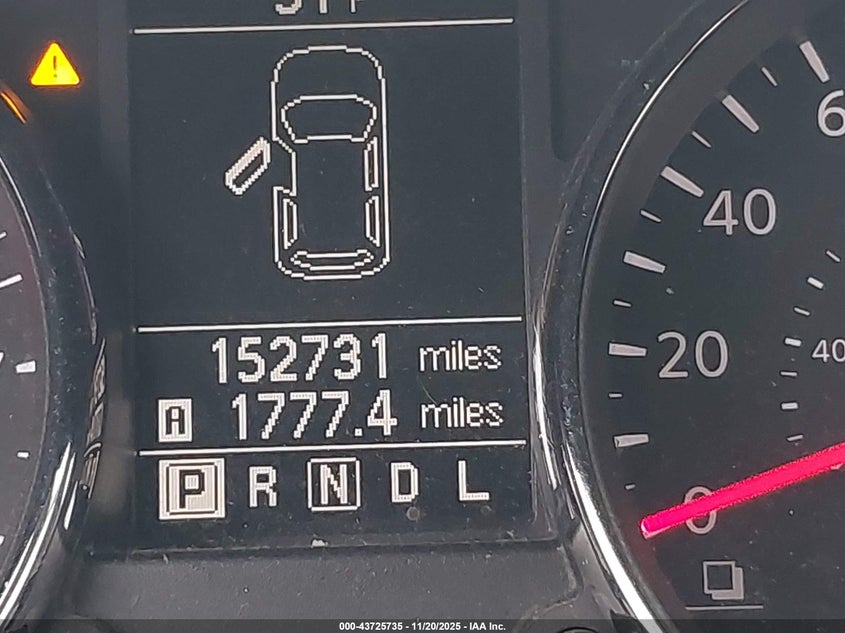 152731 miles
A 1777.4 miles
P R N D L
40
20
0
40
000-43725735 - 11/20/2025 - IAA Inc.